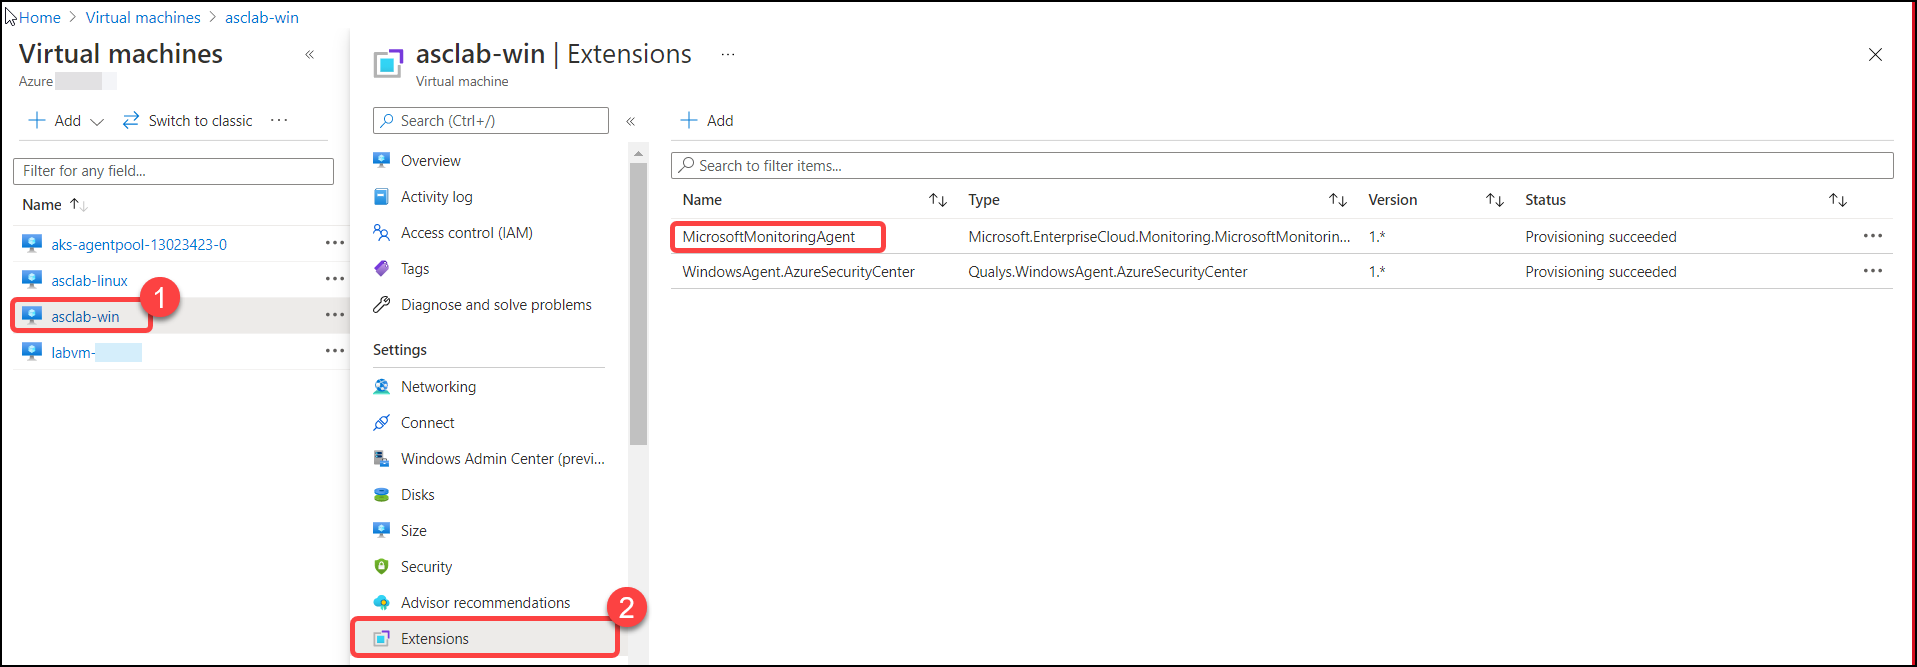 Home > Virtual machines > asclab-win
Virtual machines «
Azure
+ Add Switch to classic ...
Filter for any field...
Name ↑↓
aks-agentpool-13023423-0 ...
asclab-linux ...
asclab-win ...
1
labvm- ...
asclab-win | Extensions ...
Virtual machine
Search (Ctrl+/) «
Overview
Activity log
Access control (IAM)
Tags
Diagnose and solve problems
Settings
Networking
Connect
Windows Admin Center (previ...
Disks
Size
Security
Advisor recommendations
2
Extensions
+ Add
Search to filter items...
Name ↑↓ Type ↑↓ Version ↑↓ Status ↑↓
MicrosoftMonitoringAgent Microsoft.EnterpriseCloud.Monitoring.MicrosoftMonitorin... 1.* Provisioning succeeded ...
WindowsAgent.AzureSecurityCenter Qualys.WindowsAgent.AzureSecurityCenter 1.* Provisioning succeeded ...